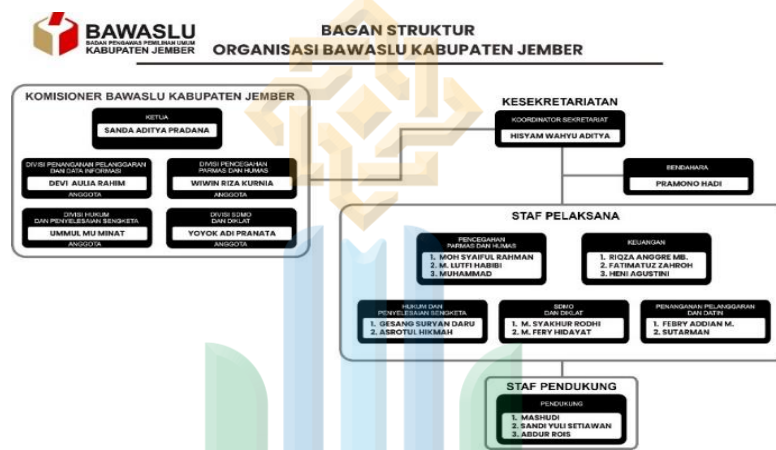 BAWASLU
BADAN PENGAWAS PEMILIHAN UMUM
KABUPATEN JEMBER
BAGAN STRUKTUR
ORGANISASI BAWASLU KABUPATEN JEMBER
KOMISIONER BAWASLU KABUPATEN JEMBER
KETUA
SANDA ADITYA PRADANA
DIVISI PENANGANAN PELANGGARAN
DAN DATA INFORMASI
DEVI AULIA RAHIM
ANGGOTA
DIVISI PENCEGAHAN
PARMAS DAN HUMAS
WIWIN RIZA KURNIA
ANGGOTA
DIVISI HUKUM
DAN PENYELESAIAN SENGKETA
UMMUL MU MINAT
ANGGOTA
DIVISI SDMO
DAN DIKLAT
YOYOK ADI PRANATA
ANGGOTA
KESEKRETARIATAN
KOORDINATOR SEKRETARIAT
HISYAM WAHYU ADITYA
BENDAHARA
PRAMONO HADI
STAF PELAKSANA
PENCEGAHAN
PARMAS DAN HUMAS
1. MOH SYAIFUL RAHMAN
2. M. LUTFI HABIBI
3. MUHAMMAD
KEUANGAN
1. RIQZA ANGGRE MB.
2. FATIMATUZ ZAHROH
3. HENI AGUSTINI
HUKUM DAN
PENYELESAIAN SENGKETA
1. GESANG SURYAN DARU
2. ASROTUL HIKMAH
SDMO
DAN DIKLAT
1. M. SYAKHUR RODHI
2. M. FERY HIDAYAT
PENANGANAN PELANGGARAN
DAN DATIN
1. FEBRY ADDIAN M.
2. SUTARMAN
STAF PENDUKUNG
PENDUKUNG
1. MASHUDI
2. SANDI YULI SETIAWAN
3. ABDUR ROIS